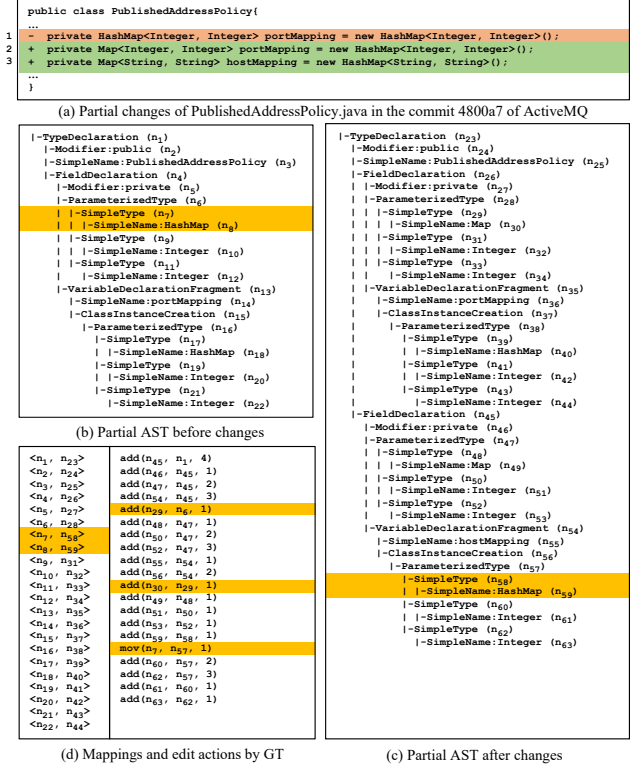 public class PublishedAddressPolicy{
…
1 - private HashMap<Integer, Integer> portMapping = new HashMap<Integer, Integer>();
2 + private Map<Integer, Integer> portMapping = new HashMap<Integer, Integer>();
3 + private Map<String, String> hostMapping = new HashMap<String, String>();
…
}
(a) Partial changes of PublishedAddressPolicy.java in the commit 4800a7 of ActiveMQ
|-TypeDeclaration (n1)
|-Modifier:public (n2)
|-SimpleName:PublishedAddressPolicy (n3)
|-FieldDeclaration (n4)
|-Modifier:private (n5)
|-ParameterizedType (n6)
| |-SimpleType (n7)
| | |-SimpleName:HashMap (n8)
| |-SimpleType (n9)
| | |-SimpleName:Integer (n10)
| |-SimpleType (n11)
| |-SimpleName:Integer (n12)
|-VariableDeclarationFragment (n13)
|-SimpleName:portMapping (n14)
|-ClassInstanceCreation (n15)
|-ParameterizedType (n16)
|-SimpleType (n17)
| |-SimpleName:HashMap (n18)
|-SimpleType (n19)
| |-SimpleName:Integer (n20)
|-SimpleType (n21)
|-SimpleName:Integer (n22)
(b) Partial AST before changes
|-TypeDeclaration (n23)
|-Modifier:public (n24)
|-SimpleName:PublishedAddressPolicy (n25)
|-FieldDeclaration (n26)
| |-Modifier:private (n27)
| |-ParameterizedType (n28)
| | |-SimpleType (n29)
| | | |-SimpleName:Map (n30)
| | |-SimpleType (n31)
| | | |-SimpleName:Integer (n32)
| | |-SimpleType (n33)
| | |-SimpleName:Integer (n34)
| |-VariableDeclarationFragment (n35)
| |-SimpleName:portMapping (n36)
| |-ClassInstanceCreation (n37)
| |-ParameterizedType (n38)
| |-SimpleType (n39)
| | |-SimpleName:HashMap (n40)
| |-SimpleType (n41)
| | |-SimpleName:Integer (n42)
| |-SimpleType (n43)
| |-SimpleName:Integer (n44)
|-FieldDeclaration (n45)
|-Modifier:private (n46)
|-ParameterizedType (n47)
| |-SimpleType (n48)
| | |-SimpleName:Map (n49)
| |-SimpleType (n50)
| | |-SimpleName:Integer (n51)
| |-SimpleType (n52)
| |-SimpleName:Integer (n53)
|-VariableDeclarationFragment (n54)
|-SimpleName:hostMapping (n55)
|-ClassInstanceCreation (n56)
|-ParameterizedType (n57)
|-SimpleType (n58)
| |-SimpleName:HashMap (n59)
|-SimpleType (n60)
| |-SimpleName:Integer (n61)
|-SimpleType (n62)
|-SimpleName:Integer (n63)
(c) Partial AST after changes
<n1, n23>
<n2, n24>
<n3, n25>
<n4, n26>
<n5, n27>
<n6, n28>
<n7, n58>
<n8, n59>
<n9, n31>
<n10, n32>
<n11, n33>
<n12, n34>
<n13, n35>
<n14, n36>
<n15, n37>
<n16, n38>
<n17, n39>
<n18, n40>
<n19, n41>
<n20, n42>
<n21, n43>
<n22, n44>
add(n45, n1, 4)
add(n46, n45, 1)
add(n47, n45, 2)
add(n54, n45, 3)
add(n29, n6, 1)
add(n48, n47, 1)
add(n50, n47, 2)
add(n52, n47, 3)
add(n55, n54, 1)
add(n56, n54, 2)
add(n30, n29, 1)
add(n49, n48, 1)
add(n51, n50, 1)
add(n53, n52, 1)
add(n59, n58, 1)
mov(n7, n57, 1)
add(n60, n57, 2)
add(n62, n57, 3)
add(n61, n60, 1)
add(n63, n62, 1)
(d) Mappings and edit actions by GT